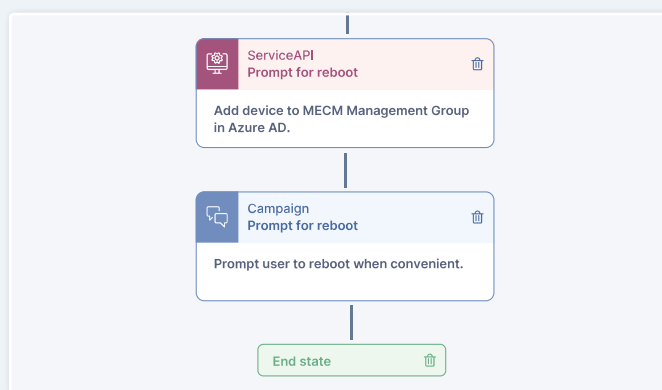 ServiceAPI
Prompt for reboot
Add device to MECM Management Group
in Azure AD.
Campaign
Prompt for reboot
Prompt user to reboot when convenient.
End state